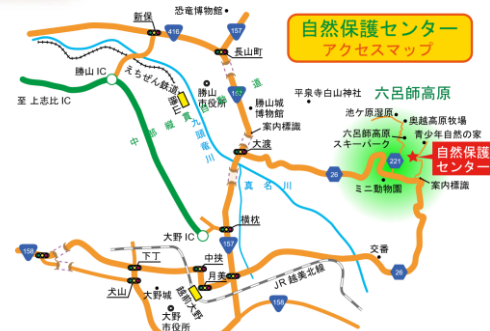 自然保護センター
アクセスマップ
恐竜博物館
新保
416
157
長山町
えちぜん鉄道
勝山IC
勝山
勝山
市役所
157
至 上志比IC
中部縦貫自動車道
九頭竜川
勝山城
博物館
案内標識
平泉寺白山神社
六呂師高原
池ケ原湿原
奥越高原牧場
六呂師高原
スキーパーク
青少年自然の家
221
自然保護
センター
大渡
26
ミニ動物園
案内標識
真名川
大野IC
横枕
157
158
下丁
中挟
月美
交番
26
JR越美北線
犬山
大野城
越前大野
大野
市役所
158